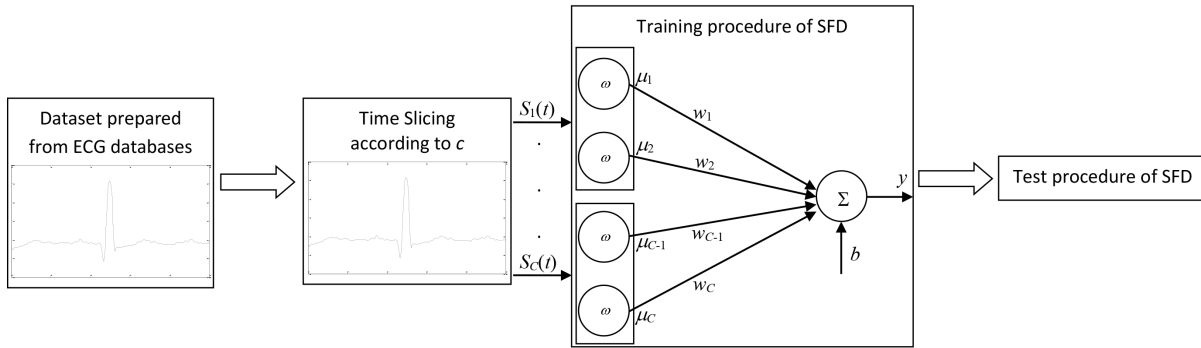 Training procedure of SFD
Dataset prepared
from ECG databases
Time Slicing
according to c
S1(t)
.
.
.
.
SC(t)
ω
μ1
ω
μ2
ω
μC-1
ω
μC
w1
w2
wC-1
wC
Σ
b
y
Test procedure of SFD